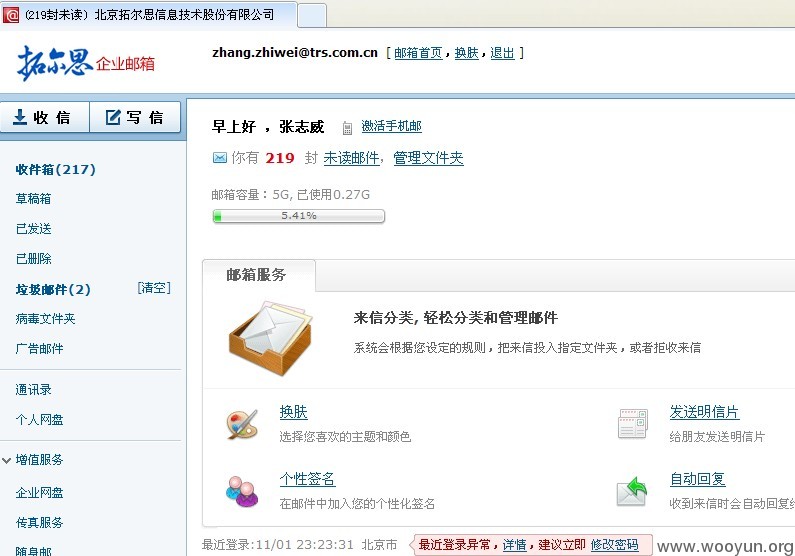 (219封未读) 北京拓尔思信息技术股份有限公司
拓尔思 企业邮箱
zhang.zhiwei@trs.com.cn [ 邮箱首页 , 换肤 , 退出 ]
收 信 写 信
早上好 ， 张志威 激活手机邮
你有 219 封 未读邮件, 管理文件夹
邮箱容量：5G, 已使用0.27G
5.41%
收件箱(217)
草稿箱
已发送
已删除
垃圾邮件(2) [清空]
病毒文件夹
广告邮件
通讯录
个人网盘
增值服务
企业网盘
传真服务
随身邮
邮箱服务
来信分类, 轻松分类和管理邮件
系统会根据您设定的规则，把来信投入指定文件夹，或者拒收来信
换肤
选择您喜欢的主题和颜色
发送明信片
给朋友发送明信片
个性签名
在邮件中加入您的个性化签名
自动回复
收到来信时会自动回复给
最近登录:11/01 23:23:31 北京市 最近登录异常，详情，建议立即 修改密码
www.wooyun.org